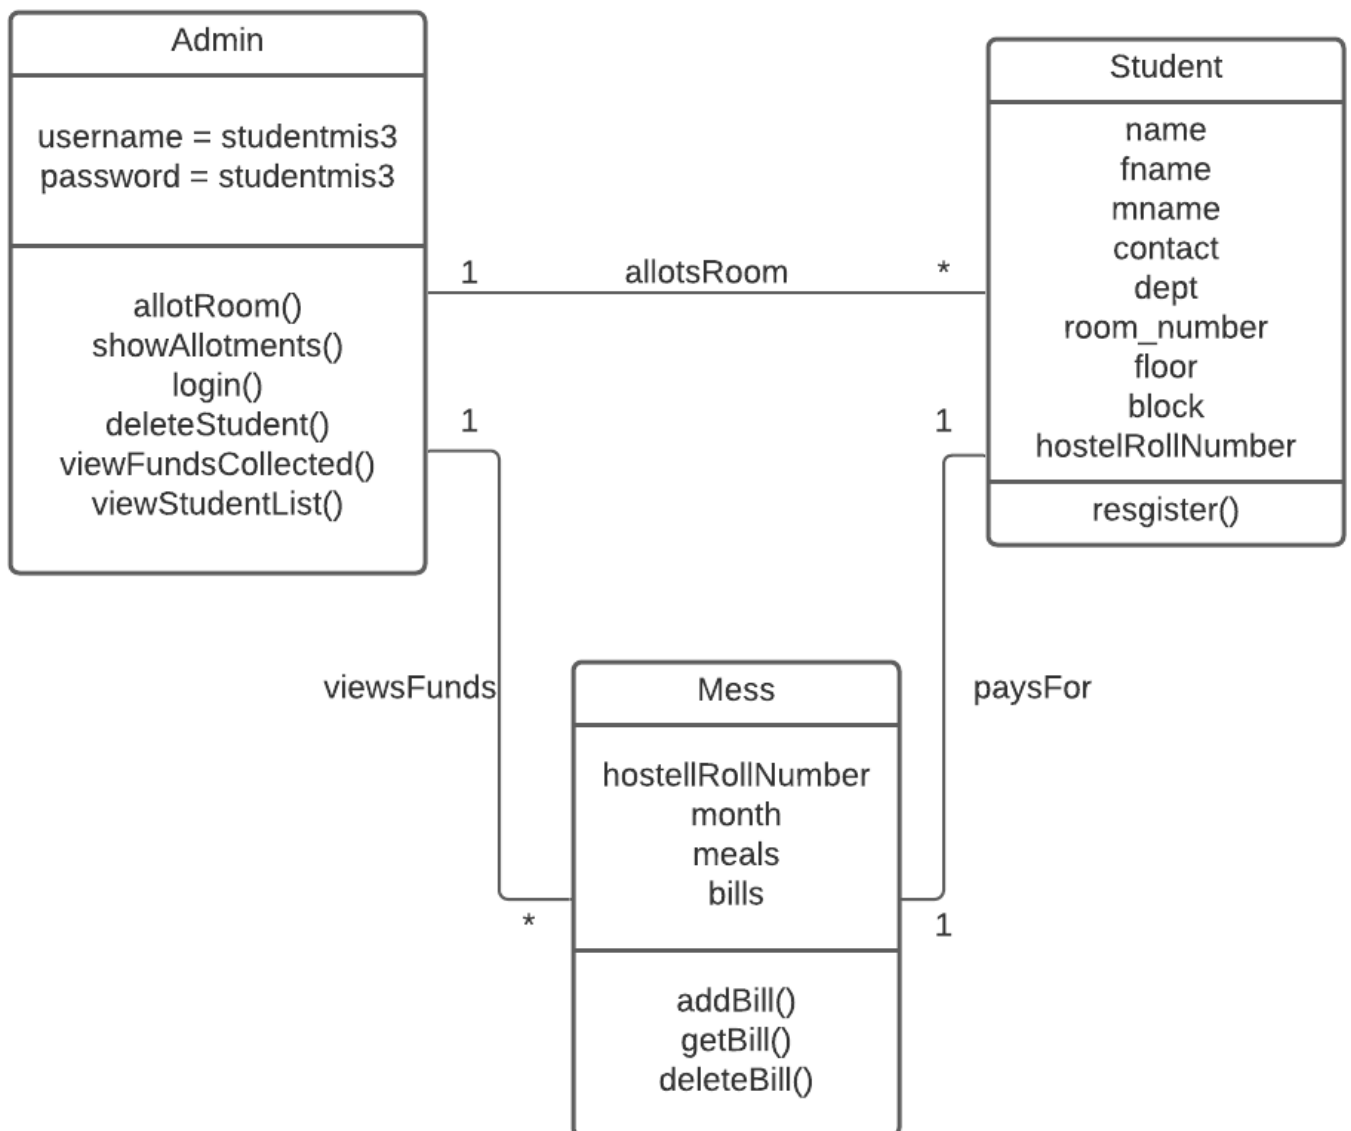 Admin
username = studentmis3
password = studentmis3
allotRoom()
showAllotments()
login()
deleteStudent()
viewFundsCollected()
viewStudentList()
1
allotsRoom
*
Student
name
fname
mname
contact
dept
room_number
floor
block
hostelRollNumber
resgister()
1
1
viewsFunds
paysFor
Mess
hostellRollNumber
month
meals
bills
addBill()
getBill()
deleteBill()
*
1